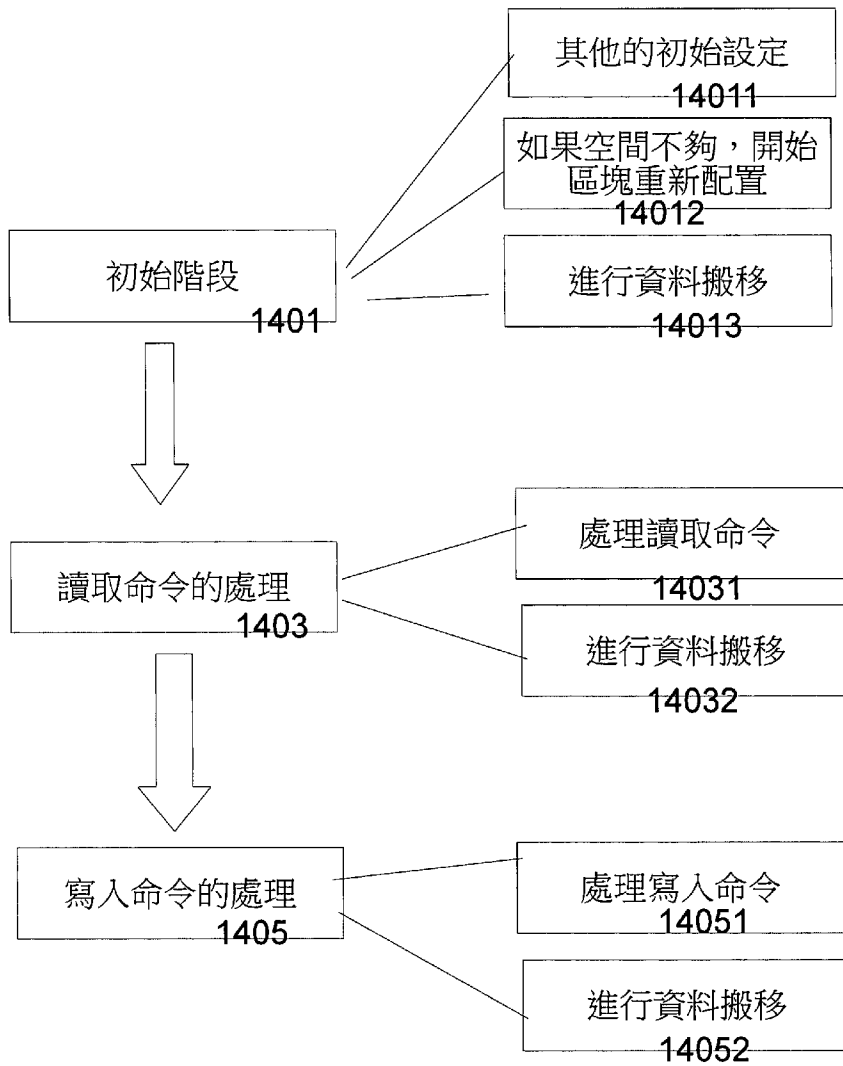 其他的初始設定
14011
如果空間不夠，開始
區塊重新配置
14012
初始階段
1401
進行資料搬移
14013
處理讀取命令
14031
讀取命令的處理
1403
進行資料搬移
14032
寫入命令的處理
1405
處理寫入命令
14051
進行資料搬移
14052